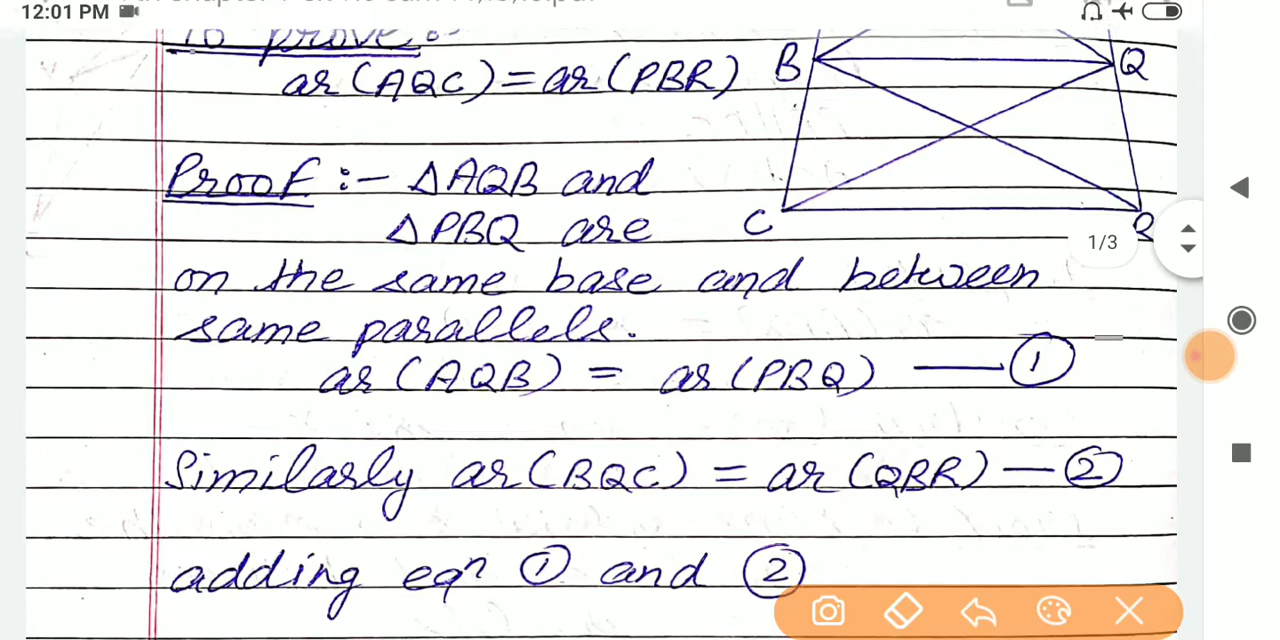 12:01 PM
To prove :-
ar (AQC) = ar (PBR)
B
Q
Proof :- △AQB and
△PBQ are
C
R
1/3
on the same base and between
same parallels.
ar (AQB) = ar (PBQ) — ①
Similarly ar (BQC) = ar (QBR) — ②
adding eqn ① and ②